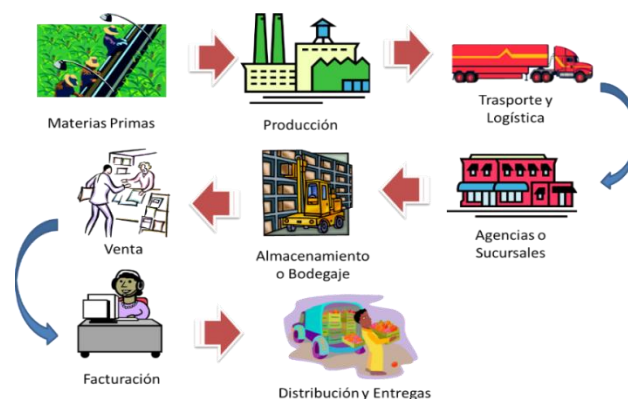 Materias Primas
Producción
Trasporte y
Logística
Agencias o
Sucursales
Almacenamiento
o Bodegaje
Venta
Facturación
Distribución y Entregas